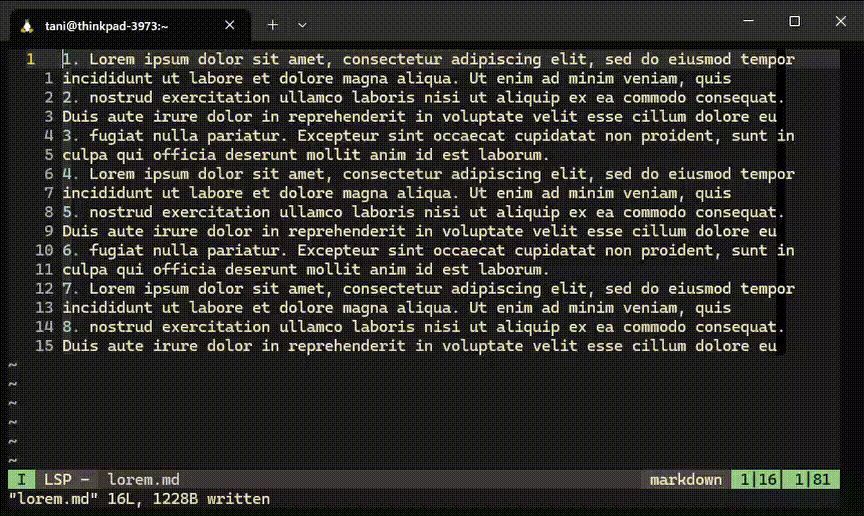 tani@thinkpad-3973:~
1 1. Lorem ipsum dolor sit amet, consectetur adipiscing elit, sed do eiusmod tempor
1 incididunt ut labore et dolore magna aliqua. Ut enim ad minim veniam, quis
2 2. nostrud exercitation ullamco laboris nisi ut aliquip ex ea commodo consequat.
3 Duis aute irure dolor in reprehenderit in voluptate velit esse cillum dolore eu
4 3. fugiat nulla pariatur. Excepteur sint occaecat cupidatat non proident, sunt in
5 culpa qui officia deserunt mollit anim id est laborum.
6 4. Lorem ipsum dolor sit amet, consectetur adipiscing elit, sed do eiusmod tempor
7 incididunt ut labore et dolore magna aliqua. Ut enim ad minim veniam, quis
8 5. nostrud exercitation ullamco laboris nisi ut aliquip ex ea commodo consequat.
9 Duis aute irure dolor in reprehenderit in voluptate velit esse cillum dolore eu
10 6. fugiat nulla pariatur. Excepteur sint occaecat cupidatat non proident, sunt in
11 culpa qui officia deserunt mollit anim id est laborum.
12 7. Lorem ipsum dolor sit amet, consectetur adipiscing elit, sed do eiusmod tempor
13 incididunt ut labore et dolore magna aliqua. Ut enim ad minim veniam, quis
14 8. nostrud exercitation ullamco laboris nisi ut aliquip ex ea commodo consequat.
15 Duis aute irure dolor in reprehenderit in voluptate velit esse cillum dolore eu
~
~
~
~
~
~
I LSP - lorem.md markdown 1|16 1|81
"lorem.md" 16L, 1228B written